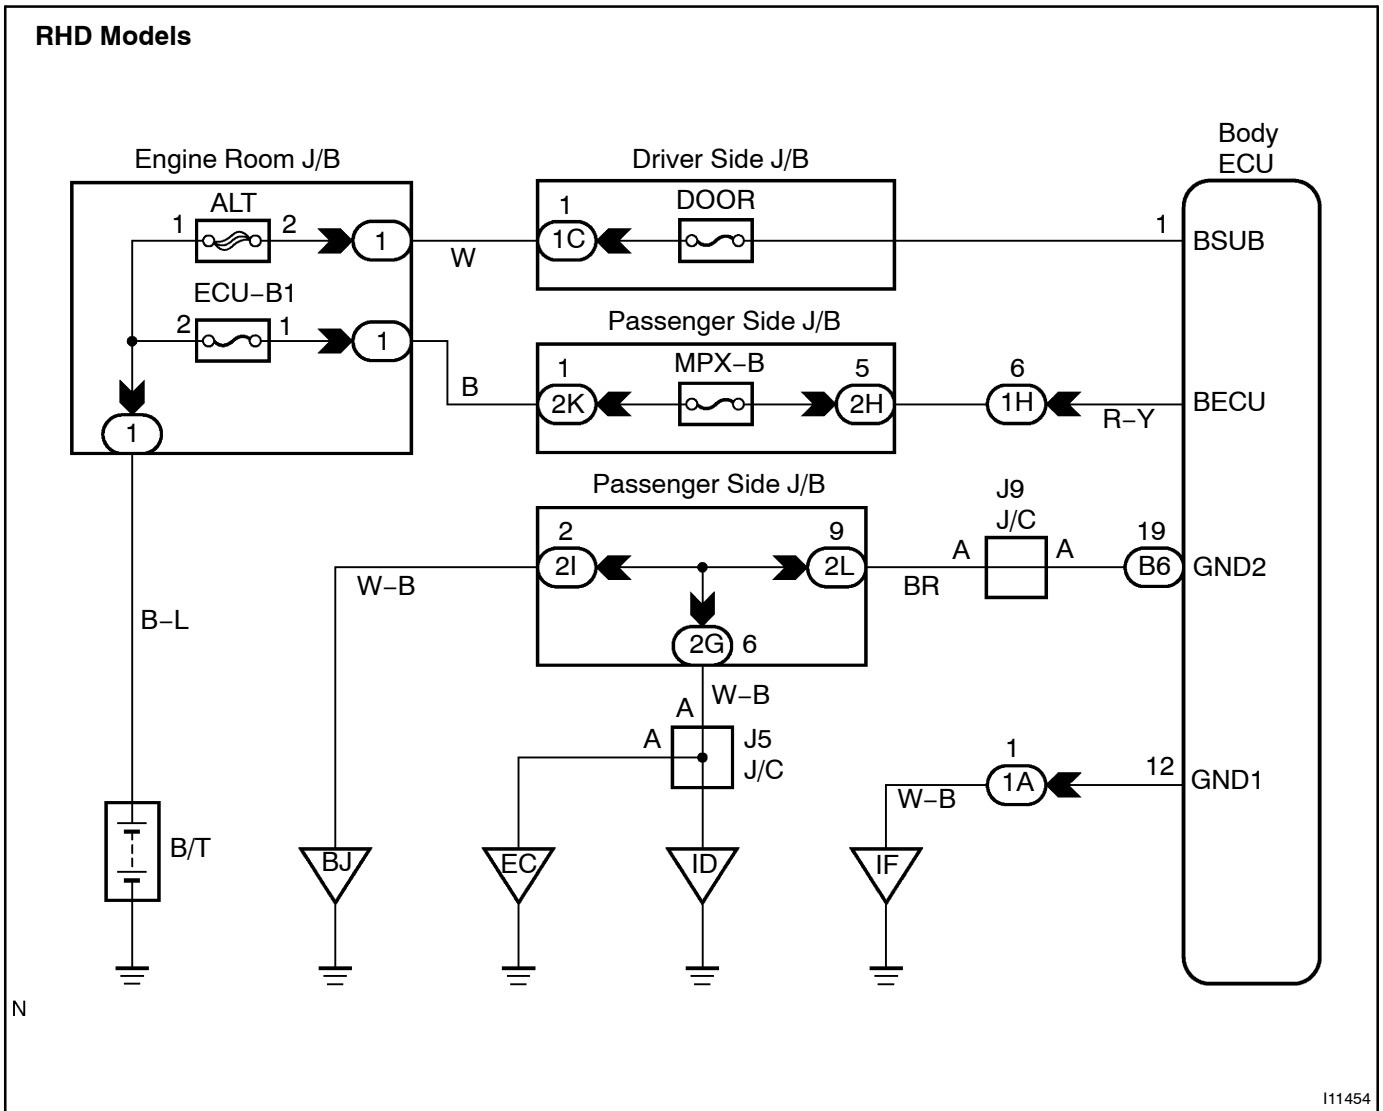 RHD Models
Body
ECU
Engine Room J/B
Driver Side J/B
ALT
1
2
1
W
1
1C
DOOR
1
BSUB
ECU–B1
2
1
1
B
Passenger Side J/B
1
2K
MPX–B
5
2H
6
1H
R–Y
BECU
1
Passenger Side J/B
2
2I
9
2L
2G
6
W–B
BR
J9
J/C
A
A
19
B6
GND2
B–L
W–B
A
A
J5
J/C
1
1A
12
GND1
W–B
B/T
BJ
EC
ID
IF
N
I11454